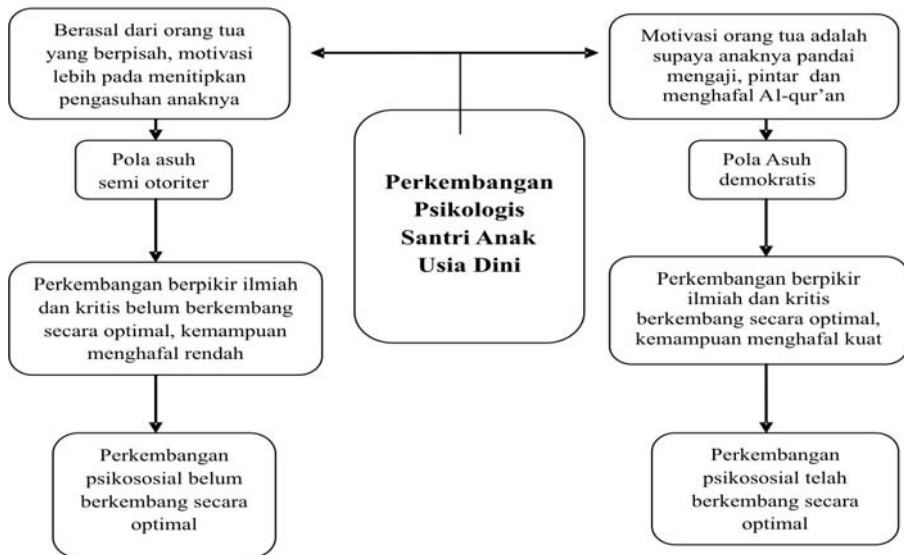 Berasal dari orang tua
yang berpisah, motivasi
lebih pada menitipkan
pengasuhan anaknya
Pola asuh
semi otoriter
Perkembangan berpikir ilmiah
dan kritis belum berkembang
secara optimal, kemampuan
menghafal rendah
Perkembangan
psikososial belum
berkembang secara
optimal
Perkembangan
Psikologis
Santri Anak
Usia Dini
Motivasi orang tua adalah
supaya anaknya pandai
mengaji, pintar dan
menghafal Al-qur’an
Pola Asuh
demokratis
Perkembangan berpikir
ilmiah dan kritis
berkembang secara optimal,
kemampuan menghafal kuat
Perkembangan
psikososial telah
berkembang secara
optimal